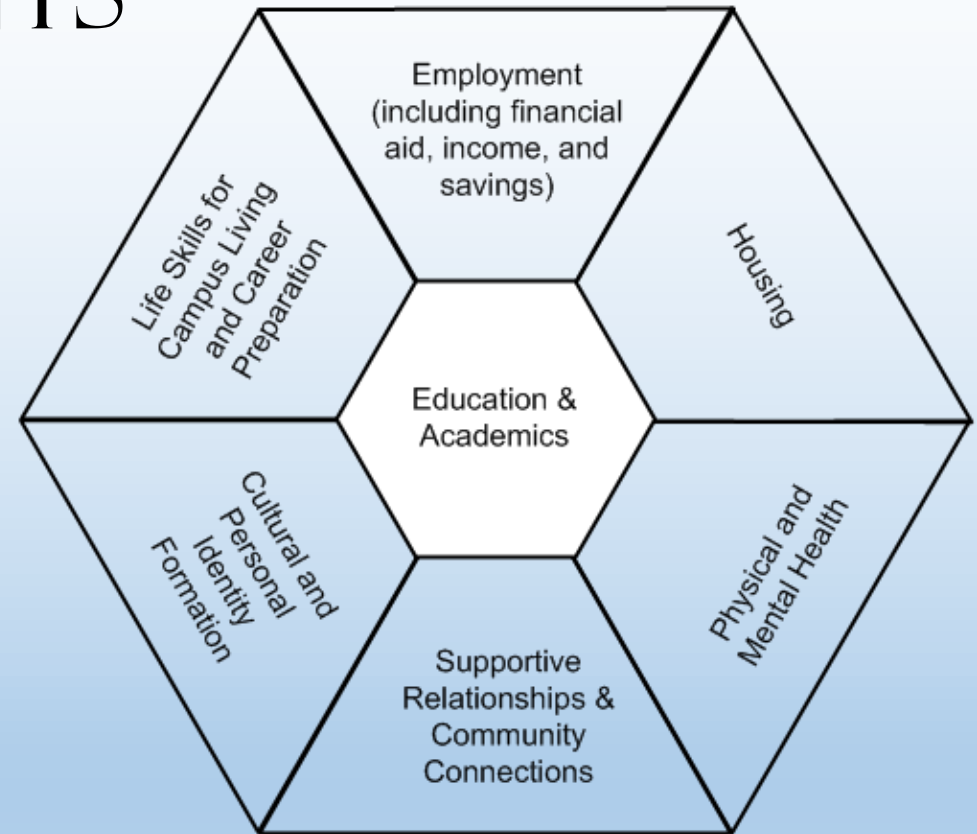 Employment
(including financial
aid, income, and
savings)
Life Skills for
Campus Living
and Career
Preparation
Housing
Education &
Academics
Cultural and
Personal
Identity
Formation
Physical and
Mental Health
Supportive
Relationships &
Community
Connections